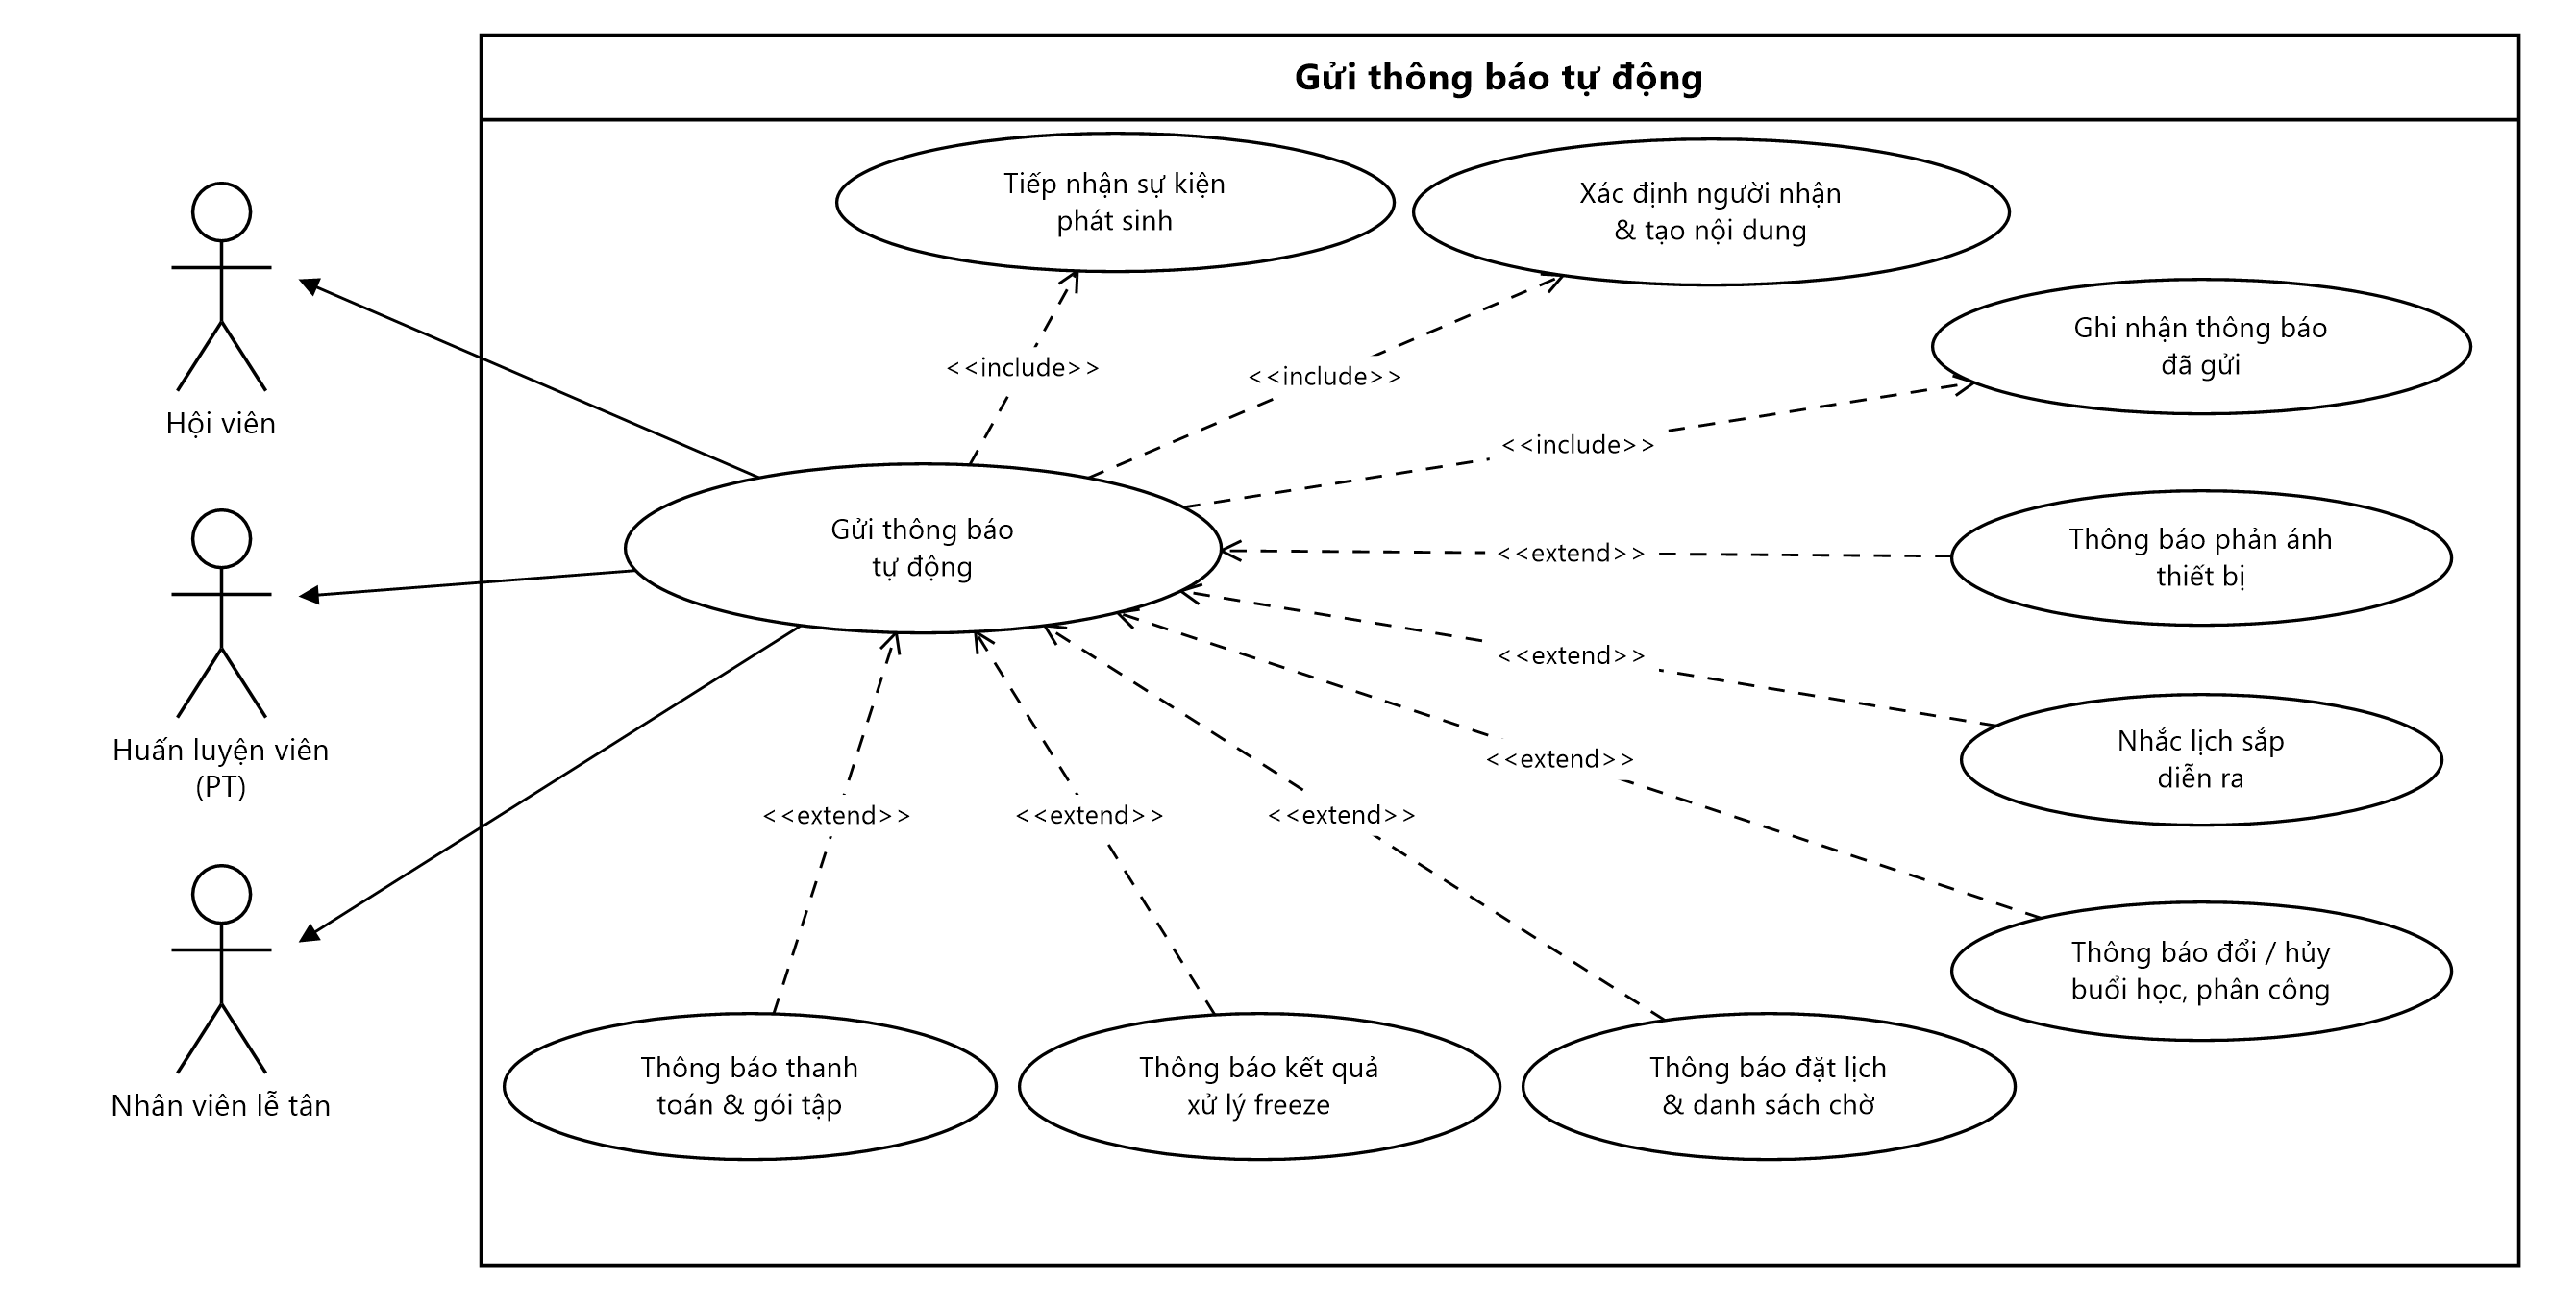 Gửi thông báo tự động
Tiếp nhận sự kiện
phát sinh
Xác định người nhận
& tạo nội dung
Ghi nhận thông báo
đã gửi
<<include>>
<<include>>
<<include>>
Hội viên
Gửi thông báo
tự động
<<extend>>
Thông báo phản ánh
thiết bị
<<extend>>
Huấn luyện viên
(PT)
Nhắc lịch sắp
diễn ra
<<extend>>
<<extend>>
<<extend>>
<<extend>>
Thông báo đổi / hủy
buổi học, phân công
Nhân viên lễ tân
Thông báo thanh
toán & gói tập
Thông báo kết quả
xử lý freeze
Thông báo đặt lịch
& danh sách chờ